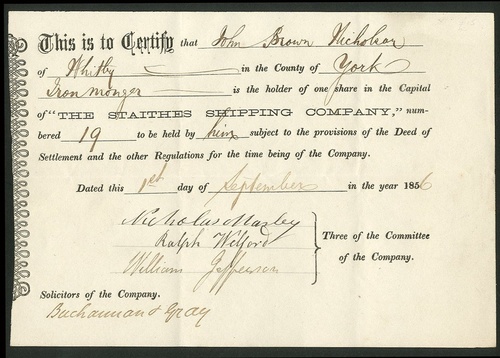 This is to Certify that John Brown Nicholson
of Whitby in the County of York
Ironmonger is the holder of one share in the Capital
of "THE STAITHES SHIPPING COMPANY," num-
bered 19 to be held by him subject to the provisions of the Deed of
Settlement and the other Regulations for the time being of the Company.
Dated this 1st day of September in the year 1856
Nicholas Marley
Ralph Welford
William Jefferson
Three of the Committee
of the Company.
Solicitors of the Company.
Buchannan & Gray